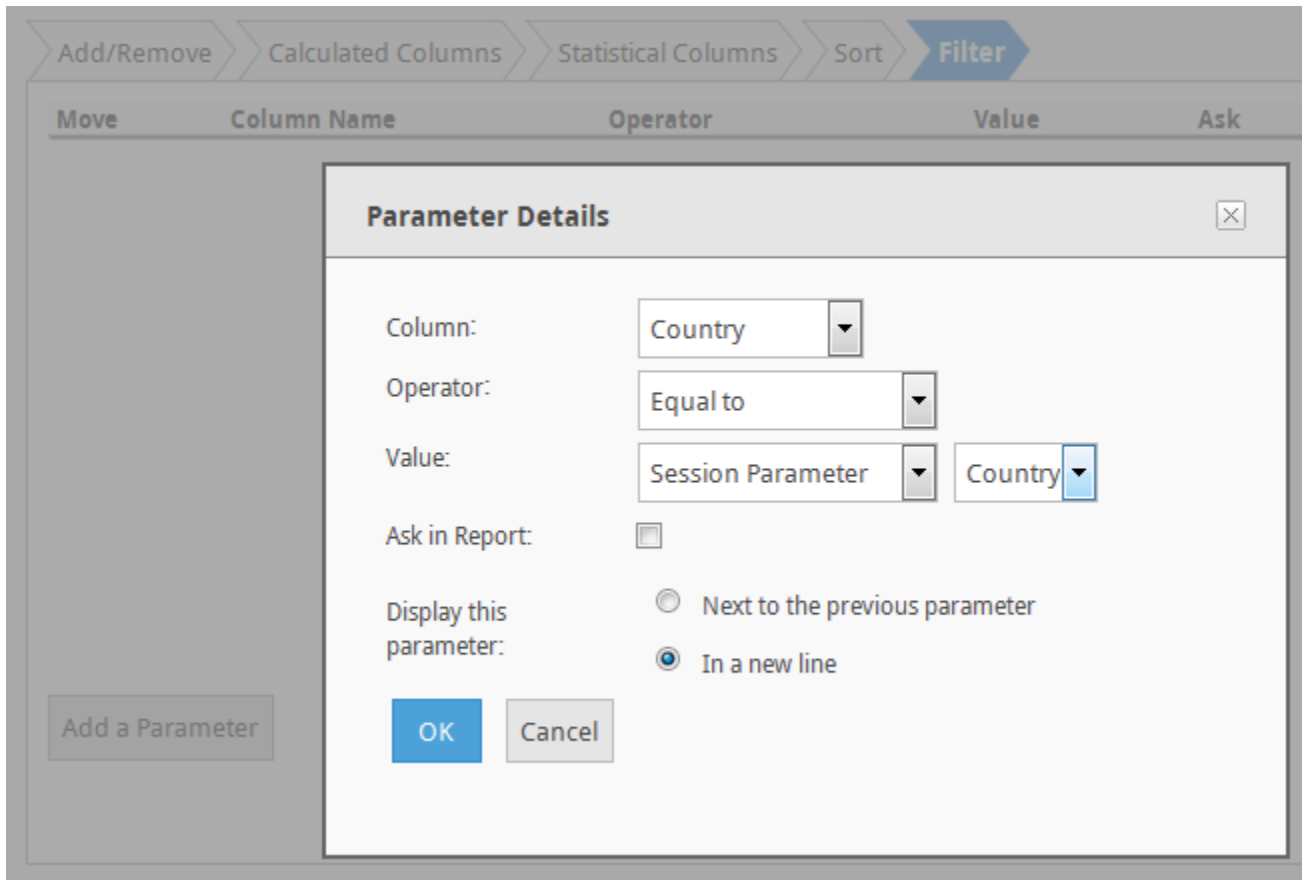 Add/Remove Calculated Columns Statistical Columns Sort Filter
Move Column Name Operator Value Ask
Parameter Details
Column: Country
Operator: Equal to
Value: Session Parameter Country
Ask in Report:
Display this parameter:
Next to the previous parameter
In a new line
Add a Parameter
OK Cancel